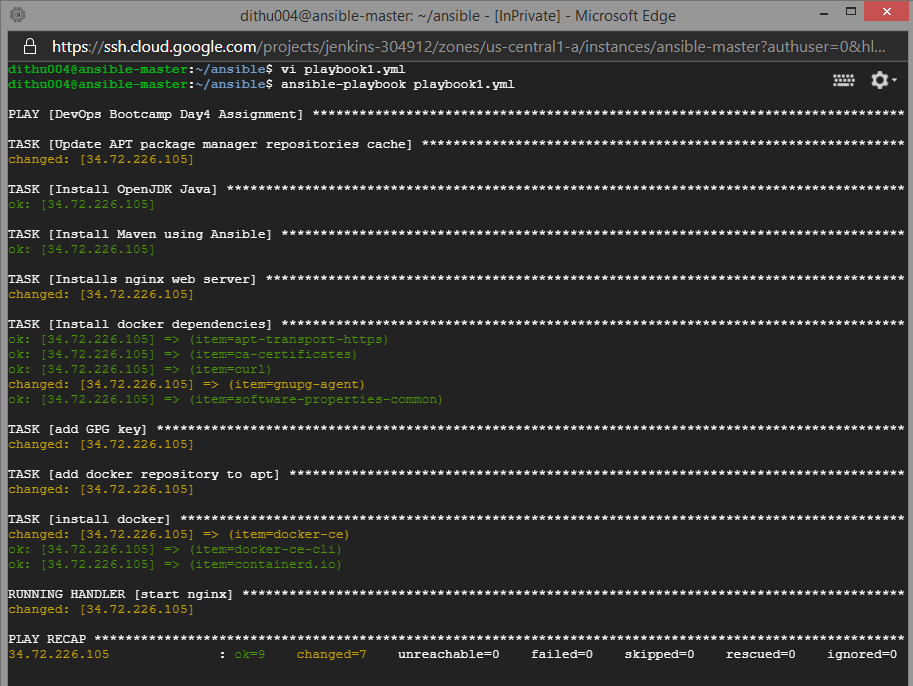 dithu004@ansible-master: ~/ansible - [InPrivate] - Microsoft Edge
https://ssh.cloud.google.com/projects/jenkins-304912/zones/us-central1-a/instances/ansible-master?authuser=0&hl...
dithu004@ansible-master:~/ansible$ vi playbook1.yml
dithu004@ansible-master:~/ansible$ ansible-playbook playbook1.yml
PLAY [DevOps Bootcamp Day4 Assignment] ****************************************************************************
TASK [Update APT package manager repositories cache] **************************************************************
changed: [34.72.226.105]
TASK [Install OpenJDK Java] ***************************************************************************************
ok: [34.72.226.105]
TASK [Install Maven using Ansible] ********************************************************************************
ok: [34.72.226.105]
TASK [Installs nginx web server] **********************************************************************************
changed: [34.72.226.105]
TASK [Install docker dependencies] ********************************************************************************
ok: [34.72.226.105] => (item=apt-transport-https)
ok: [34.72.226.105] => (item=ca-certificates)
ok: [34.72.226.105] => (item=curl)
changed: [34.72.226.105] => (item=gnupg-agent)
ok: [34.72.226.105] => (item=software-properties-common)
TASK [add GPG key] ************************************************************************************************
changed: [34.72.226.105]
TASK [add docker repository to apt] *******************************************************************************
changed: [34.72.226.105]
TASK [install docker] *********************************************************************************************
changed: [34.72.226.105] => (item=docker-ce)
ok: [34.72.226.105] => (item=docker-ce-cli)
ok: [34.72.226.105] => (item=containerd.io)
RUNNING HANDLER [start nginx] *************************************************************************************
changed: [34.72.226.105]
PLAY RECAP ********************************************************************************************************
34.72.226.105 : ok=9 changed=7 unreachable=0 failed=0 skipped=0 rescued=0 ignored=0